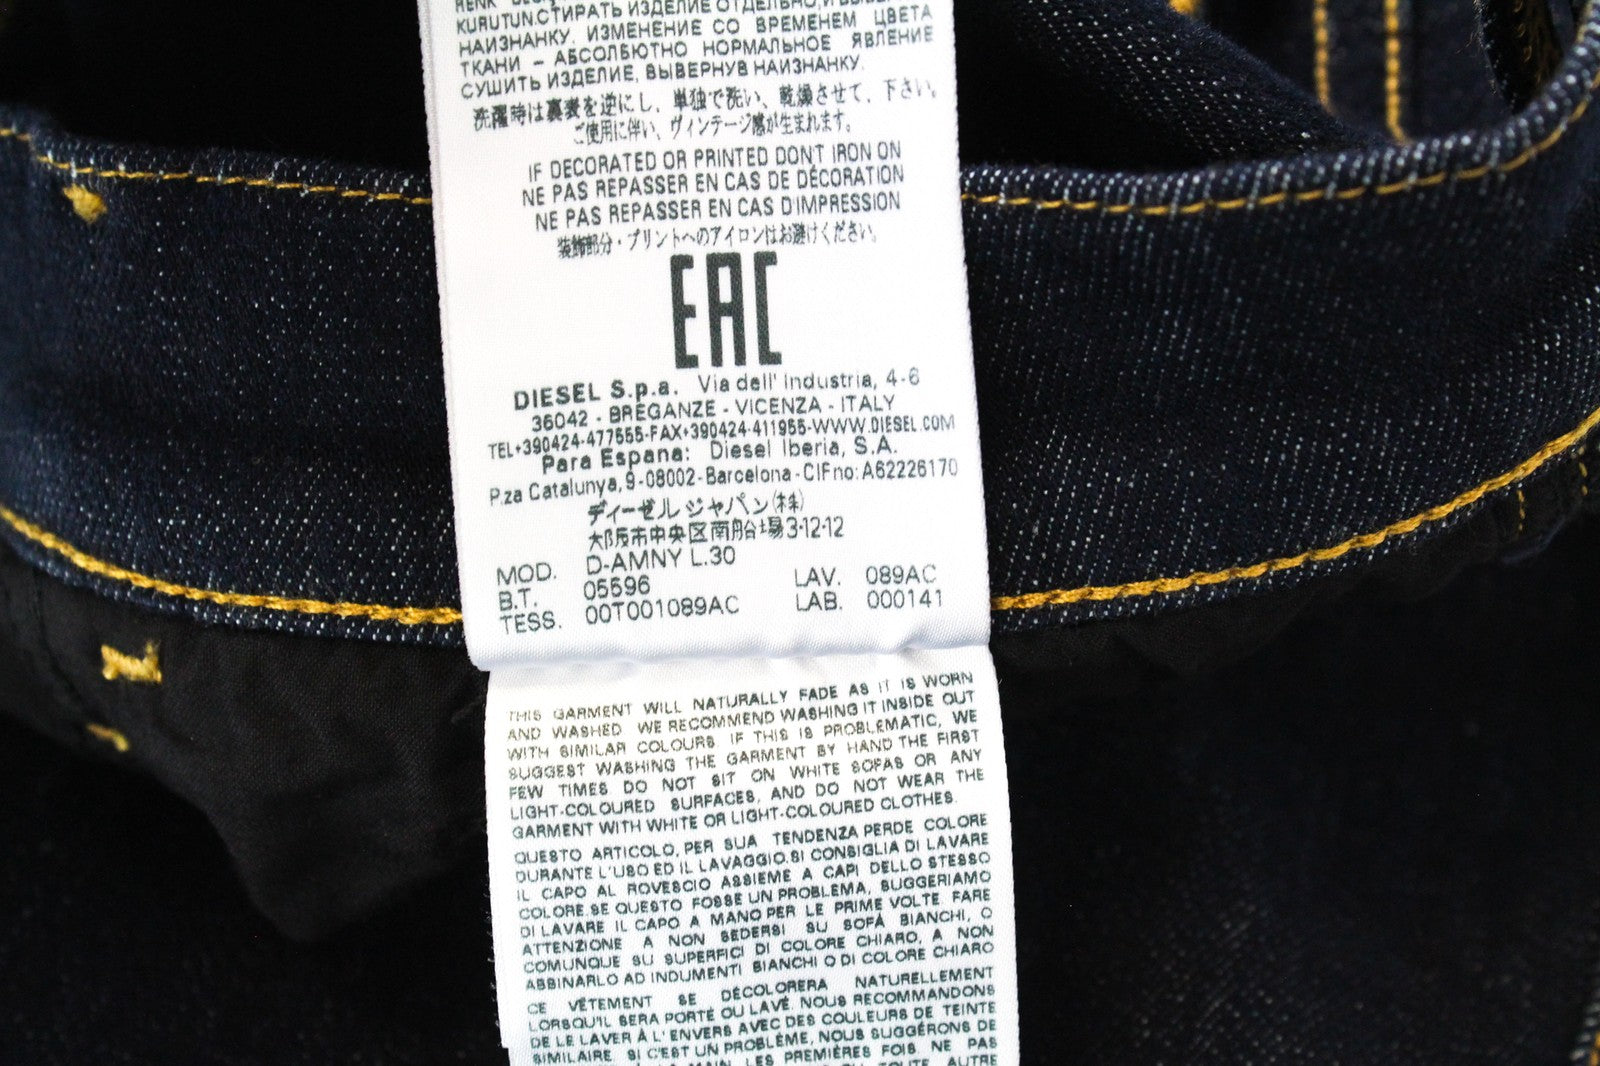 RENK
KURUTUN.СТИРАТЬ ИЗДЕЛИЕ ОТДЕЛЬНО,И
НАИЗНАНКУ. ИЗМЕНЕНИЕ СО ВРЕМЕНЕМ ЦВЕТА
ТКАНИ – АБСОЛЮТНО НОРМАЛЬНОЕ ЯВЛЕНИЕ
СУШИТЬ ИЗДЕЛИЕ, ВЫВЕРНУВ НАИЗНАНКУ.
洗濯時は裏表を逆にし、単独で洗い、乾燥させて、下さい。
ご使用に伴い、ヴィンテージ感が生まれます。
IF DECORATED OR PRINTED DONT IRON ON
NE PAS REPASSER EN CAS DE DÉCORATION
NE PAS REPASSER EN CAS D'IMPRESSION
装飾部分・プリントへのアイロンはお避けください。
EAC
DIESEL S.p.a. Via dell' Industria, 4-6
36042 - BREGANZE - VICENZA - ITALY
TEL+390424-477555-FAX+390424-411955-WWW.DIESEL.COM
Para Espana: Diesel Iberia, S.A.
P.za Catalunya, 9-08002-Barcelona-CIFno:A62226170
ディーゼル ジャパン(株)
大阪市中央区南船場3-12-12
MOD. D-AMNY L.30
B.T. 05596 LAV. 089AC
TESS. 00T001089AC LAB. 000141
THIS GARMENT WILL NATURALLY FADE AS IT IS WORN
AND WASHED. WE RECOMMEND WASHING IT INSIDE OUT
WITH SIMILAR COLOURS. IF THIS IS PROBLEMATIC, WE
SUGGEST WASHING THE GARMENT BY HAND THE FIRST
FEW TIMES DO NOT SIT ON WHITE SOFAS OR ANY
LIGHT-COLOURED SURFACES, AND DO NOT WEAR THE
GARMENT WITH WHITE OR LIGHT-COLOURED CLOTHES.
QUESTO ARTICOLO, PER SUA TENDENZA PERDE COLORE
DURANTE L'USO ED IL LAVAGGIO.SI CONSIGLIA DI LAVARE
IL CAPO AL ROVESCIO ASSIEME A CAPI DELLO STESSO
COLORE.SE QUESTO FOSSE UN PROBLEMA, SUGGERIAMO
DI LAVARE IL CAPO A MANO PER LE PRIME VOLTE FARE
ATTENZIONE A NON SEDERSI SU SOFÁ BIANCHI, O
COMUNQUE SU SUPERFICI DI COLORE CHIARO, A NON
ABBINARLO AD INDUMENTI BIANCHI O DI COLORE CHIARO
CE VÊTEMENT SE DÉCOLORERA NATURELLEMENT
LORSQU'IL SERA PORTÉ OU LAVÉ. NOUS RECOMMANDONS
DE LE LAVER À L'ENVERS AVEC DES COULEURS DE TEINTE
SIMILAIRE. SI C'EST UN PROBLÈME, NOUS SUGGÉRONS DE
À LA MAIN LES PREMIÈRES FOIS NE PAS
OU TOUTE AUTRE